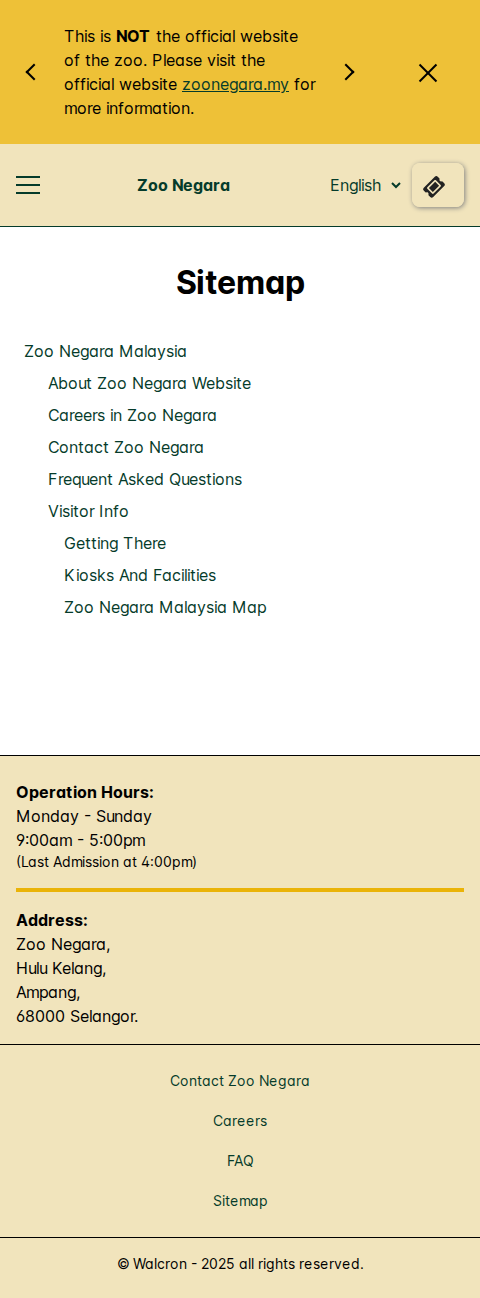 This is NOT the official website
of the zoo. Please visit the
official website zoonegara.my for
more information.
Zoo Negara
English
Sitemap
Zoo Negara Malaysia
About Zoo Negara Website
Careers in Zoo Negara
Contact Zoo Negara
Frequent Asked Questions
Visitor Info
Getting There
Kiosks And Facilities
Zoo Negara Malaysia Map
Operation Hours:
Monday - Sunday
9:00am - 5:00pm
(Last Admission at 4:00pm)
Address:
Zoo Negara,
Hulu Kelang,
Ampang,
68000 Selangor.
Contact Zoo Negara
Careers
FAQ
Sitemap
© Walcron - 2025 all rights reserved.